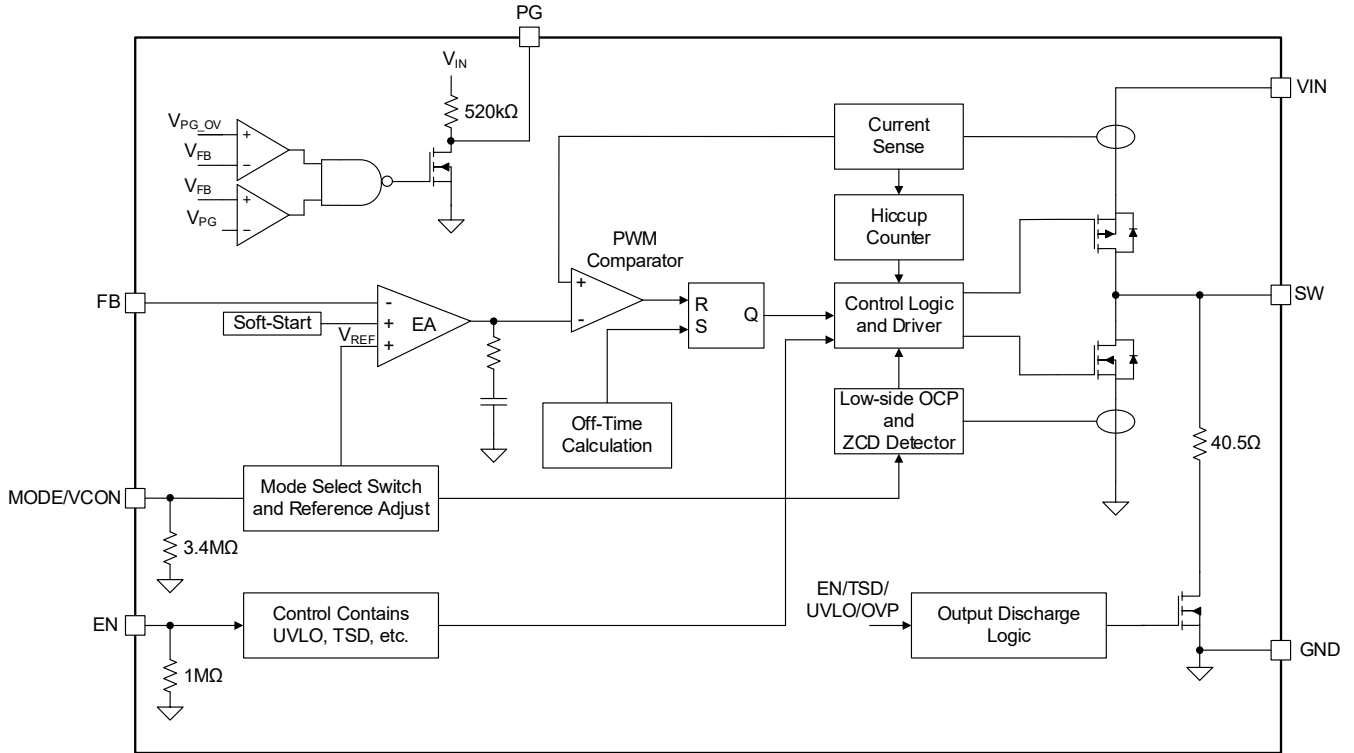 PG
V_IN
520kΩ
V_PG_OV
+
V_FB
-
V_FB
+
V_PG
-
Current
Sense
VIN
Hiccup
Counter
PWM
Comparator
FB
-
Soft-Start
+
EA
V_REF
+
+
-
R
S
Q
Control Logic
and Driver
SW
Off-Time
Calculation
Low-side OCP
and
ZCD Detector
40.5Ω
MODE/VCON
Mode Select Switch
and Reference Adjust
3.4MΩ
EN
Control Contains
UVLO, TSD, etc.
1MΩ
EN/TSD/
UVLO/OVP
Output Discharge
Logic
GND